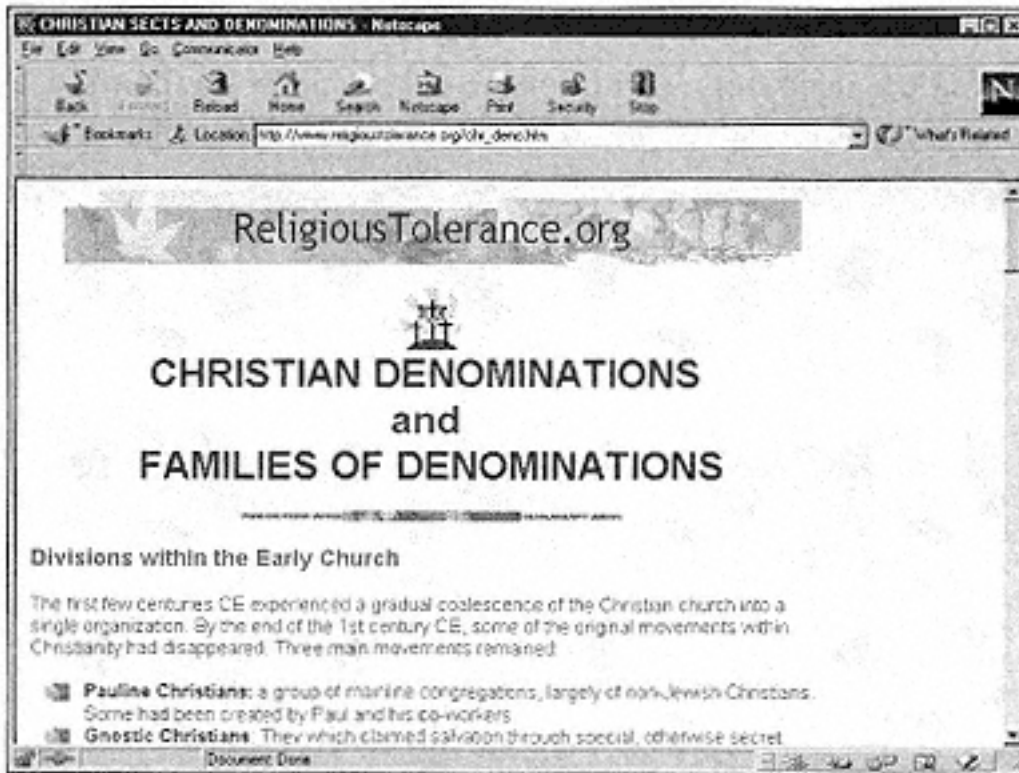 CHRISTIAN SECTS AND DENOMINATIONS - Netscape
File Edit View Go Communicator Help
Back Forward Reload Home Search Netscape Print Security Stop
N
Bookmarks Location: http://www.religioustolerance.org/chr_deno.htm What's Related
ReligiousTolerance.org
CHRISTIAN DENOMINATIONS
and
FAMILIES OF DENOMINATIONS
Divisions within the Early Church
The first few centuries CE experienced a gradual coalescence of the Christian church into a
single organization. By the end of the 1st century CE, some of the original movements within
Christianity had disappeared. Three main movements remained:
Pauline Christians: a group of mainline congregations, largely of non-Jewish Christians.
Some had been created by Paul and his co-workers
Gnostic Christians: They which claimed salvation through special, otherwise secret
Document: Done